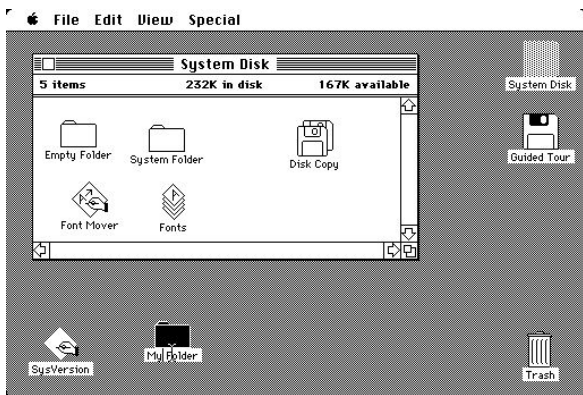 File Edit View Special
System Disk
5 items 232K in disk 167K available
System Disk
Empty Folder System Folder Disk Copy
Guided Tour
Font Mover Fonts
SysVersion My Folder Trash